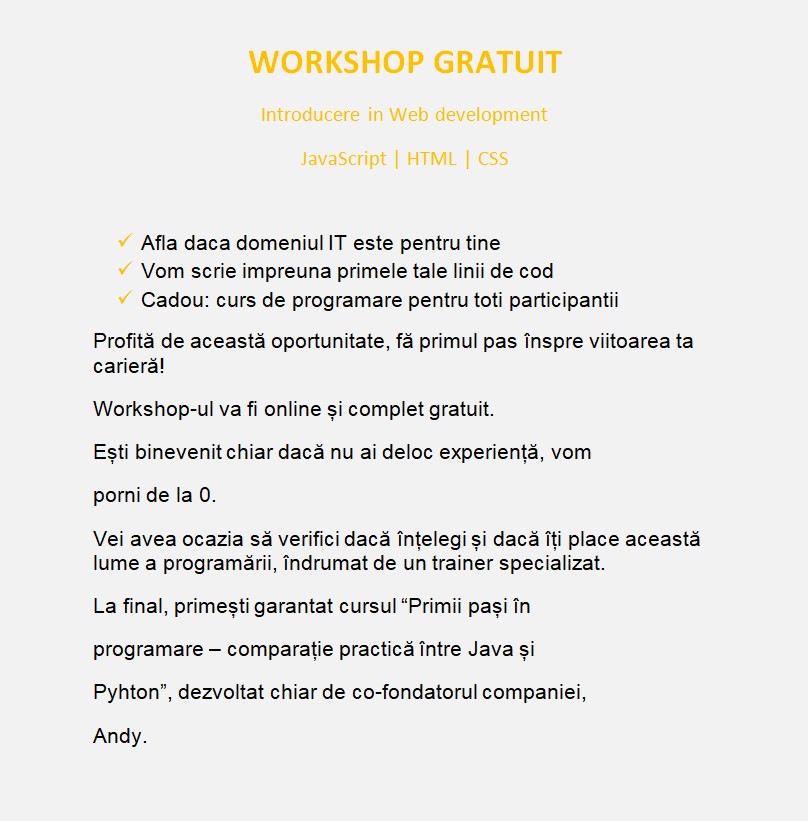 WORKSHOP GRATUIT
Introducere in Web development
JavaScript | HTML | CSS
✓ Afla daca domeniul IT este pentru tine
✓ Vom scrie impreuna primele tale linii de cod
✓ Cadou: curs de programare pentru toti participantii
Profită de această oportunitate, fă primul pas înspre viitoarea ta
carieră!
Workshop-ul va fi online și complet gratuit.
Ești binevenit chiar dacă nu ai deloc experiență, vom
porni de la 0.
Vei avea ocazia să verifici dacă înțelegi și dacă îți place această
lume a programării, îndrumat de un trainer specializat.
La final, primești garantat cursul “Primii pași în
programare – comparație practică între Java și
Pyhton”, dezvoltat chiar de co-fondatorul companiei,
Andy.